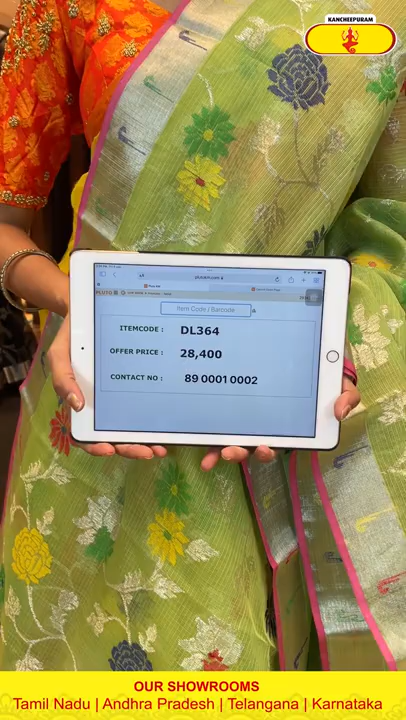 KANCHEEPURAM
Item Code / Barcode
ITEMCODE : DL364
OFFER PRICE : 28,400
CONTACT NO : 89 0001 0002
OUR SHOWROOMS
Tamil Nadu | Andhra Pradesh | Telangana | Karnataka